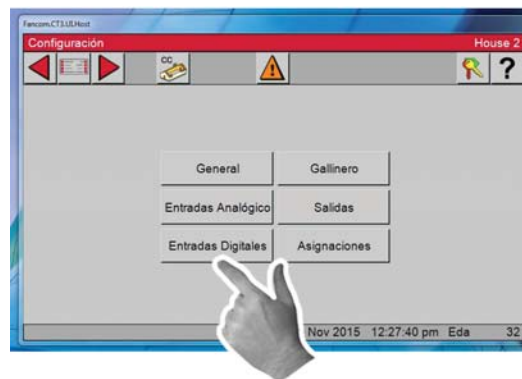 Fancom.CT3.UI.Host
Configuración House 2
CC
?
General Gallinero
Entradas Analógico Salidas
Entradas Digitales Asignaciones
Nov 2015 12:27:40 pm Eda 32